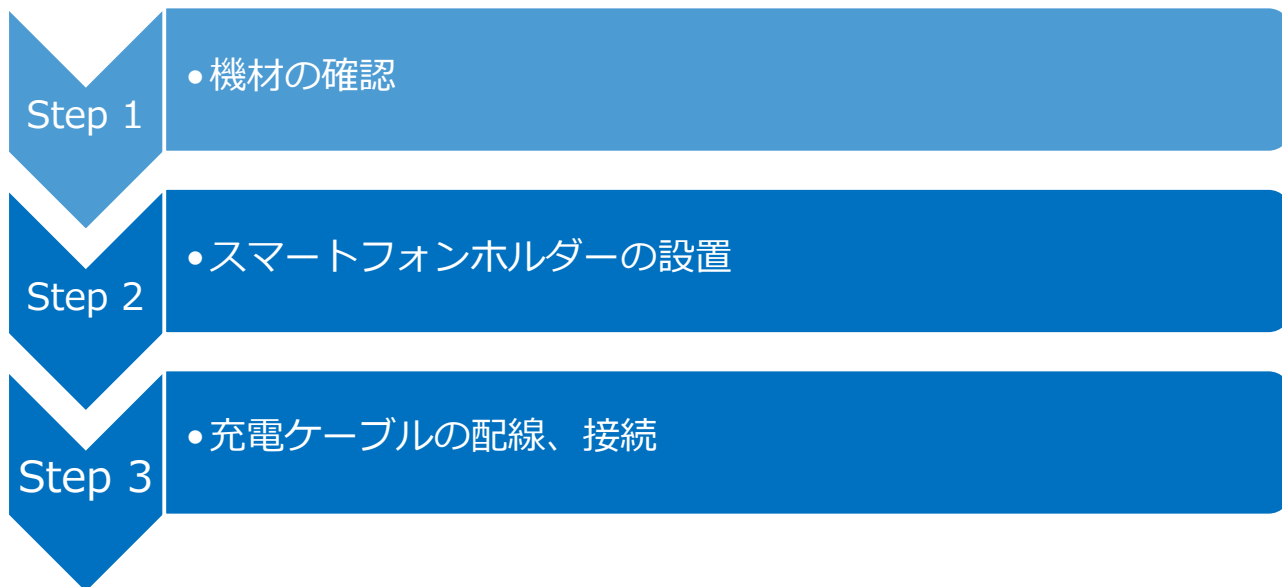 Step 1
•機材の確認
Step 2
•スマートフォンホルダーの設置
Step 3
•充電ケーブルの配線、接続